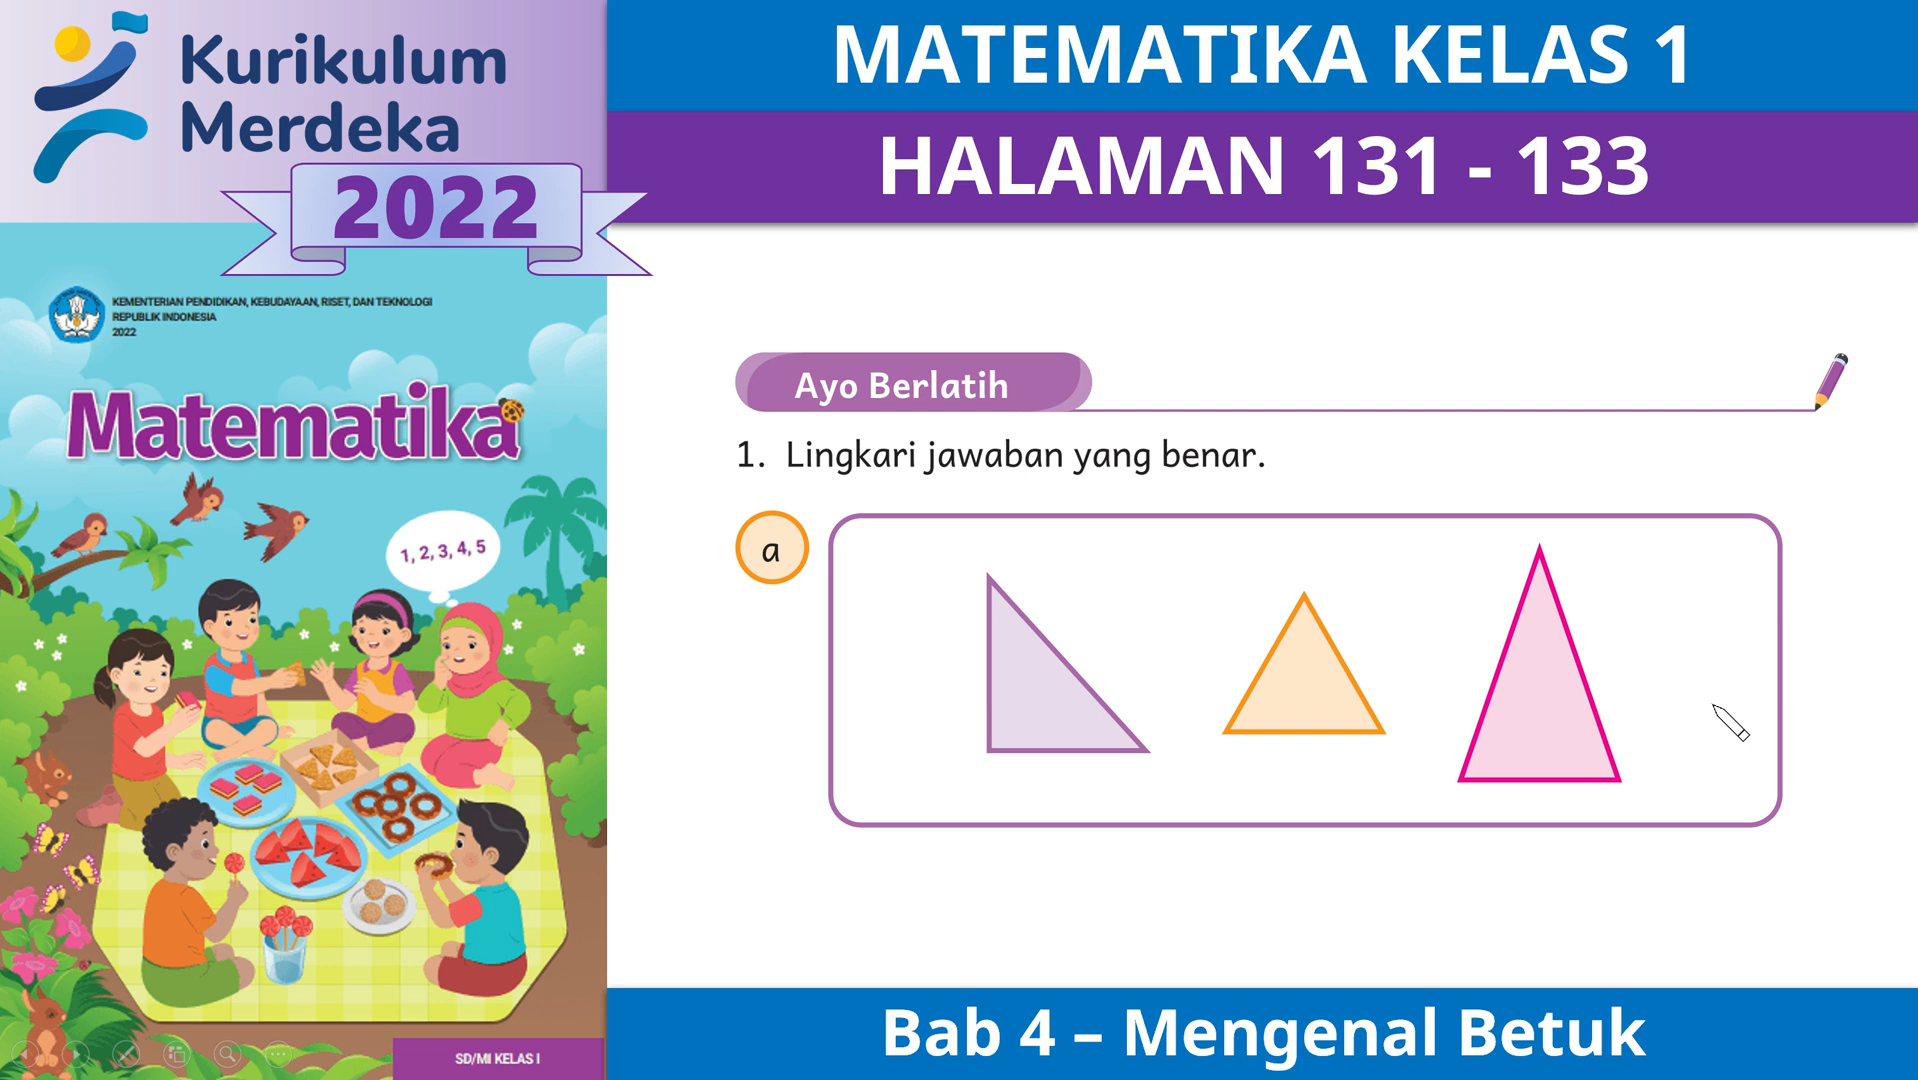 Kurikulum
Merdeka
2022
MATEMATIKA KELAS 1
HALAMAN 131 - 133
KEMENTERIAN PENDIDIKAN, KEBUDAYAAN, RISET, DAN TEKNOLOGI
REPUBLIK INDONESIA
2022
Matematika
1, 2, 3, 4, 5
SD/MI KELAS I
Ayo Berlatih
1. Lingkari jawaban yang benar.
a
Bab 4 – Mengenal Betuk